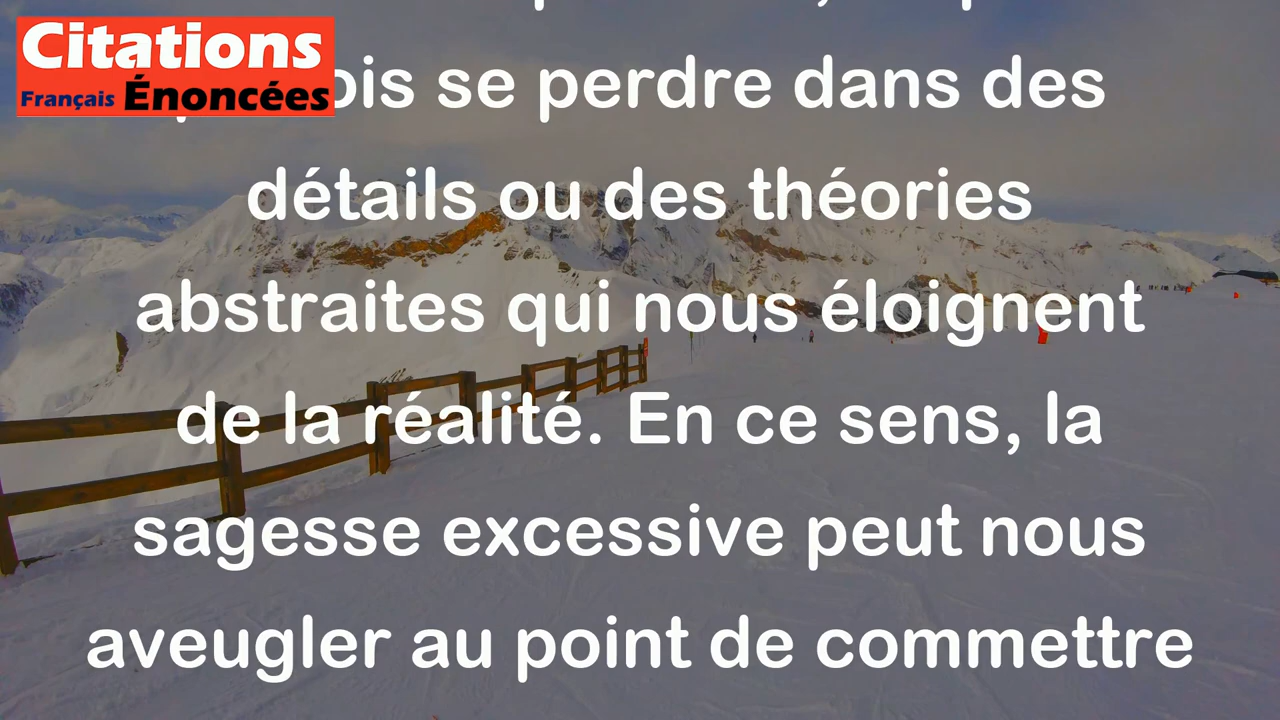 Citations
Français Énoncées
se perdre dans des
détails ou des théories
abstraites qui nous éloignent
de la réalité. En ce sens, la
sagesse excessive peut nous
aveugler au point de commettre